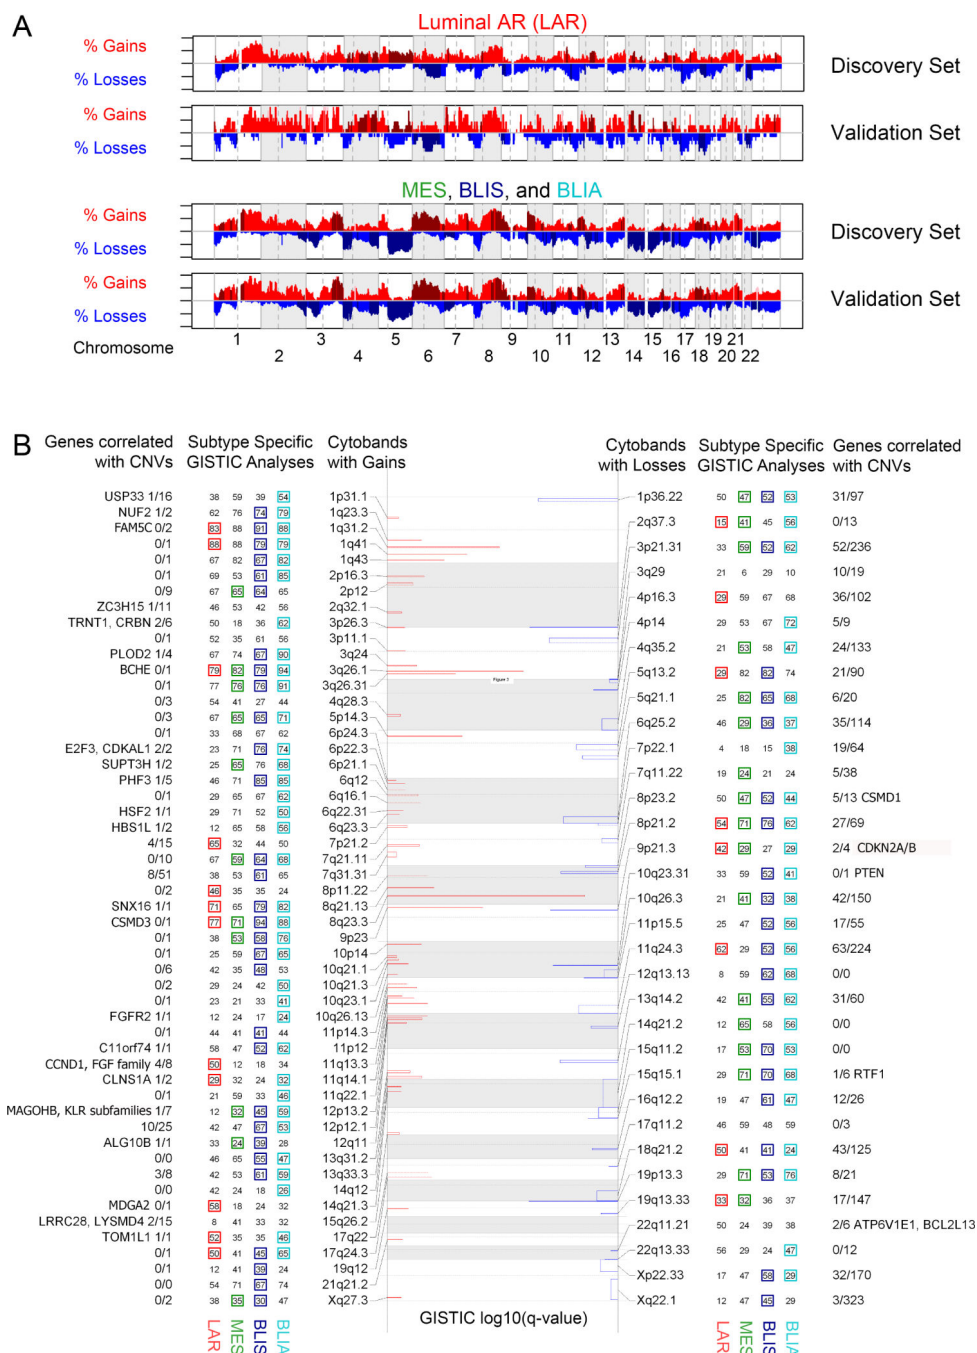 A
Luminal AR (LAR)
% Gains
% Losses
Discovery Set
% Gains
% Losses
Validation Set
MES, BLIS, and BLIA
% Gains
% Losses
Discovery Set
% Gains
% Losses
Validation Set
Chromosome 1 2 3 4 5 6 7 8 9 10 11 12 13 14 15 16 17 18 19 20 21 22
B
Genes correlated with CNVs
Subtype Specific GISTIC Analyses
Cytobands with Gains
USP33 1/16 38 59 39 54 1p31.1
NUF2 1/2 62 76 74 79 1q23.3
FAM5C 0/2 83 88 91 88 1q31.2
0/1 88 88 79 79 1q41
0/1 67 82 67 82 1q43
0/1 69 53 61 85 2p16.3
0/9 67 65 64 65 2p12
ZC3H15 1/11 46 53 42 56 2q32.1
TRNT1, CRBN 2/6 50 18 36 62 3p26.3
0/1 52 35 61 56 3p11.1
PLOD2 1/4 67 74 67 90 3q24
BCHE 0/1 79 82 79 94 3q26.1
0/1 77 76 76 91 3q26.31
0/3 54 41 27 44 4q28.3
0/3 67 65 65 71 5p14.3
0/1 33 68 67 62 6p24.3
E2F3, CDKAL1 2/2 23 71 76 74 6p22.3
SUPT3H 1/2 25 65 76 68 6p21.1
PHF3 1/5 46 71 85 85 6q12
0/1 29 65 67 62 6q16.1
HSF2 1/1 29 71 52 50 6q22.31
HBS1L 1/2 12 65 58 56 6q23.3
4/15 65 32 44 50 7p21.2
0/10 67 59 64 68 7q21.11
8/51 38 53 61 65 7q31.31
0/2 46 35 35 24 8p11.22
SNX16 1/1 71 65 79 82 8q21.13
CSMD3 0/1 77 71 94 88 8q23.3
0/1 38 53 58 76 9p23
0/1 25 59 67 65 10p14
0/6 42 35 48 53 10q21.1
0/2 29 24 42 50 10q21.3
0/1 23 21 33 41 10q23.1
FGFR2 1/1 12 24 17 24 10q26.13
0/1 44 41 41 44 11p14.3
C11orf74 1/1 58 47 52 62 11p12
CCND1, FGF family 4/8 50 12 18 34 11q13.3
CLNS1A 1/2 29 32 24 32 11q14.1
0/1 21 59 33 46 11q22.1
MAGOHB, KLR subfamilies 1/7 12 32 45 59 12p13.2
10/25 42 47 67 53 12p12.1
ALG10B 1/1 33 24 39 28 12q11
0/0 46 65 55 47 13q31.2
3/8 42 53 61 59 13q33.3
0/0 42 24 18 26 14q12
MDGA2 0/1 58 18 24 32 14q21.3
LRRC28, LYSMD4 2/15 8 41 33 32 15q26.2
TOM1L1 1/1 52 35 35 46 17q22
0/1 50 41 45 65 17q24.3
0/1 12 41 39 24 19q12
0/0 54 71 67 74 21q21.2
0/2 38 35 30 47 Xq27.3
LAR MES BLIS BLIA
Figure 2
GISTIC log10(q-value)
Cytobands with Losses
Subtype Specific GISTIC Analyses
Genes correlated with CNVs
1p36.22 50 47 52 53 31/97
2q37.3 15 41 45 56 0/13
3p21.31 33 59 52 62 52/236
3q29 21 6 29 10 10/19
4p16.3 29 59 67 68 36/102
4p14 29 53 67 72 5/9
4q35.2 21 53 58 47 24/133
5q13.2 29 82 82 74 21/90
5q21.1 25 82 65 68 6/20
6q25.2 46 29 36 37 35/114
7p22.1 4 18 15 38 19/64
7q11.22 19 24 21 24 5/38
8p23.2 50 47 52 44 5/13 CSMD1
8p21.2 54 71 76 62 27/69
9p21.3 42 29 27 29 2/4 CDKN2A/B
10q23.31 33 59 52 41 0/1 PTEN
10q26.3 21 41 32 38 42/150
11p15.5 25 47 52 56 17/55
11q24.3 62 29 52 56 63/224
12q13.13 8 59 62 68 0/0
13q14.2 42 41 55 62 31/60
14q21.2 12 65 58 56 0/0
15q11.2 17 53 70 53 0/0
15q15.1 29 71 70 68 1/6 RTF1
16q12.2 19 47 61 47 12/26
17q11.2 46 59 48 59 0/3
18q21.2 50 41 41 24 43/125
19p13.3 29 71 53 76 8/21
19q13.33 33 32 36 37 17/147
22q11.21 50 24 39 38 2/6 ATP6V1E1, BCL2L13
22q13.33 56 29 24 47 0/12
Xp22.33 17 47 58 29 32/170
Xq22.1 12 47 45 29 3/323
LAR MES BLIS BLIA